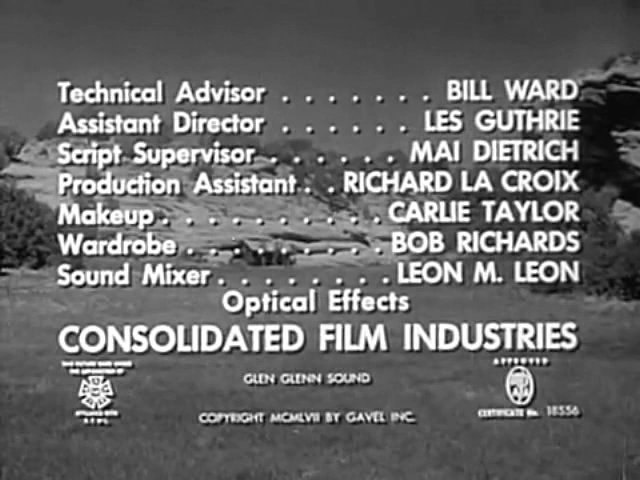 Technical Advisor . . . . . . . BILL WARD
Assistant Director . . . . . . LES GUTHRIE
Script Supervisor . . . . . . MAI DIETRICH
Production Assistant . . RICHARD LA CROIX
Makeup . . . . . . . . . . CARLIE TAYLOR
Wardrobe . . . . . . . . . BOB RICHARDS
Sound Mixer . . . . . . . . LEON M. LEON
Optical Effects
CONSOLIDATED FILM INDUSTRIES
GLEN GLENN SOUND
APPROVED
CERTIFICATE No. 18556
COPYRIGHT MCMLVII BY GAVEL INC.